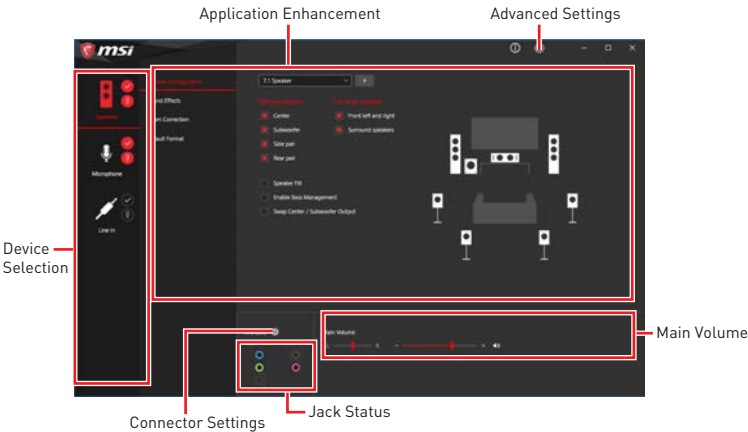 Application Enhancement
Advanced Settings
msi
7.1 Speaker
Center
Front left and right
Subwoofer
Surround speakers
Side pair
Rear pair
Speaker Fill
Enable Bass Management
Swap Center / Subwoofer Output
Microphone
Line In
Device
Selection
Main Volume
L
R
Main Volume
Jack Status
Connector Settings